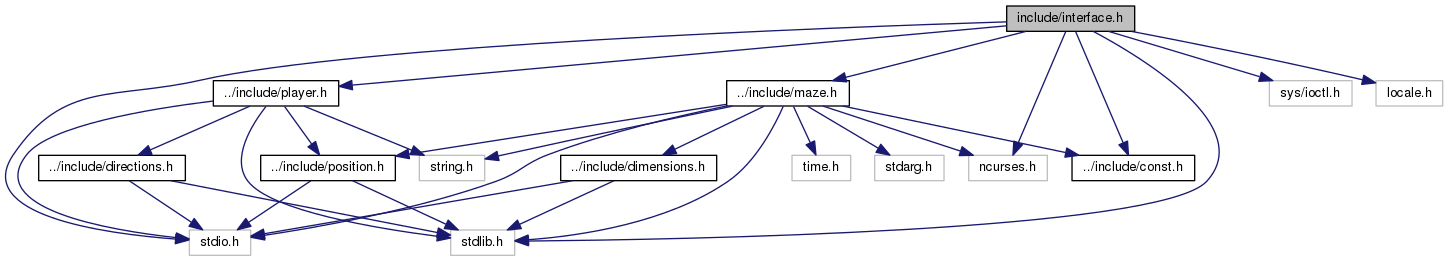 include/interface.h
../include/player.h
../include/maze.h
sys/ioctl.h
locale.h
../include/directions.h
../include/position.h
string.h
../include/dimensions.h
time.h
stdarg.h
ncurses.h
../include/const.h
stdio.h
stdlib.h